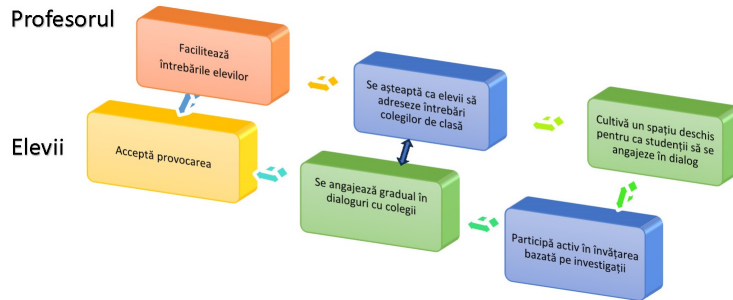 Profesorul
Facilitează
întrebările elevilor
Se așteaptă ca elevii să
adreseze întrebări
colegilor de clasă
Cultivă un spațiu deschis
pentru ca studenții să se
angajeze în dialog
Elevii
Acceptă provocarea
Se angajează gradual în
dialoguri cu colegii
Participă activ în învățarea
bazată pe investigații